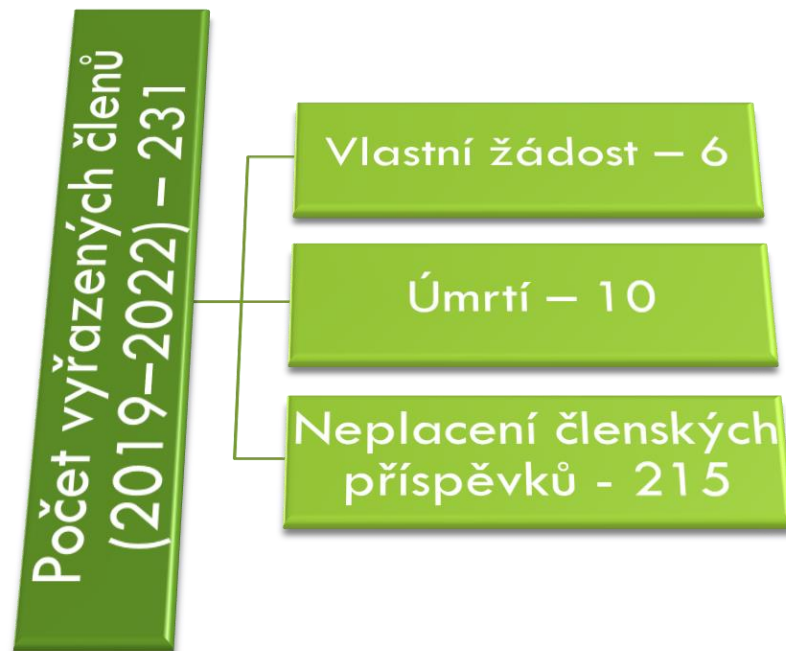 Počet vyřazených členů
(2019–2022) – 231
Vlastní žádost – 6
Úmrtí – 10
Neplacení členských
příspěvků - 215